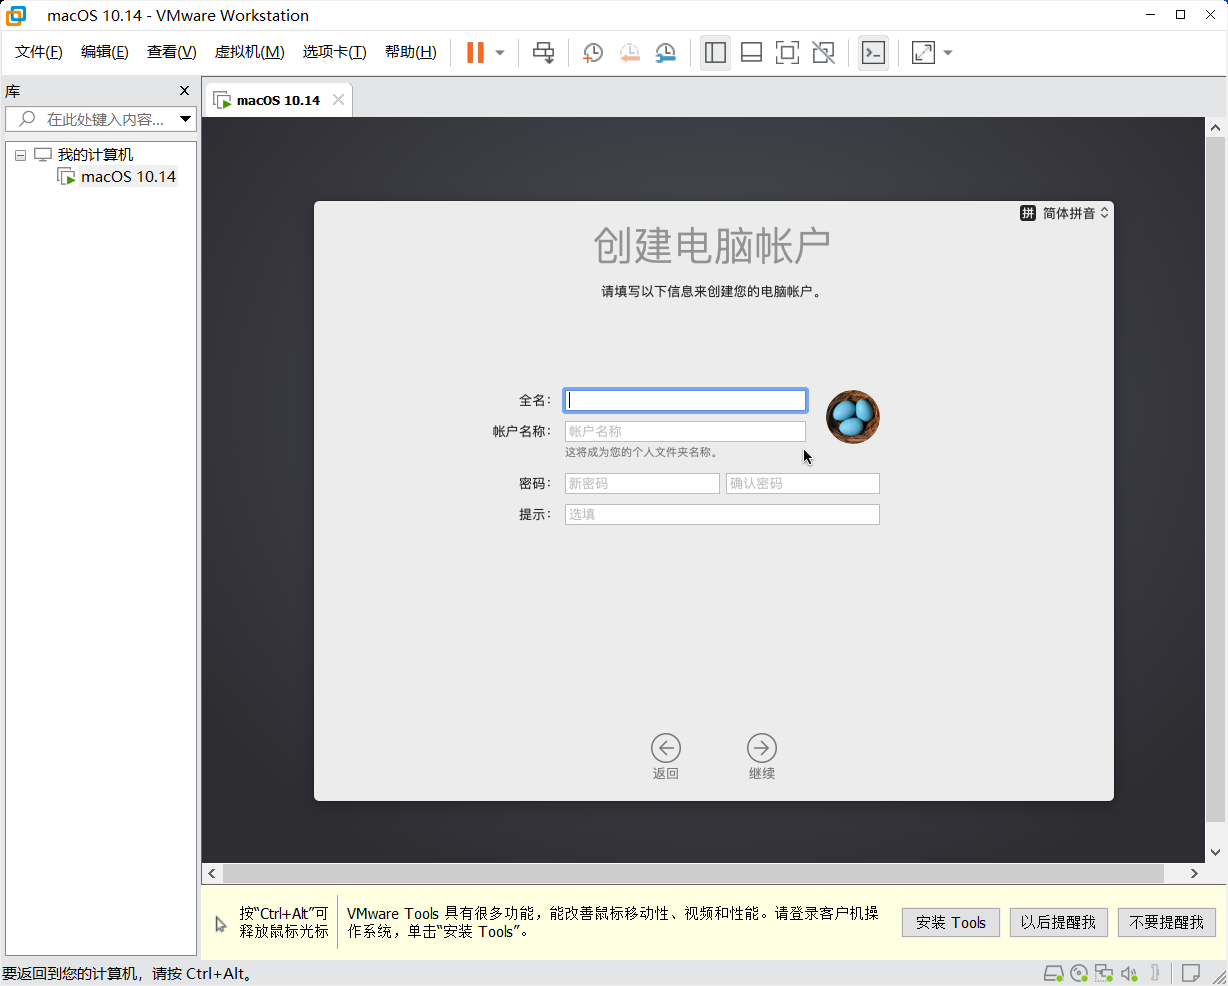 macOS 10.14 - VMware Workstation
文件(F) 编辑(E) 查看(V) 虚拟机(M) 选项卡(T) 帮助(H)
库
macOS 10.14
在此处键入内容...
我的计算机
macOS 10.14
拼 简体拼音
创建电脑帐户
请填写以下信息来创建您的电脑帐户。
全名：
帐户名称： 帐户名称
这将成为您的个人文件夹名称。
密码： 新密码 确认密码
提示： 选填
返回 继续
按“Ctrl+Alt”可
释放鼠标光标
VMware Tools 具有很多功能，能改善鼠标移动性、视频和性能。请登录客户机操
作系统，单击“安装 Tools”。
安装 Tools 以后提醒我 不要提醒我
要返回到您的计算机，请按 Ctrl+Alt。